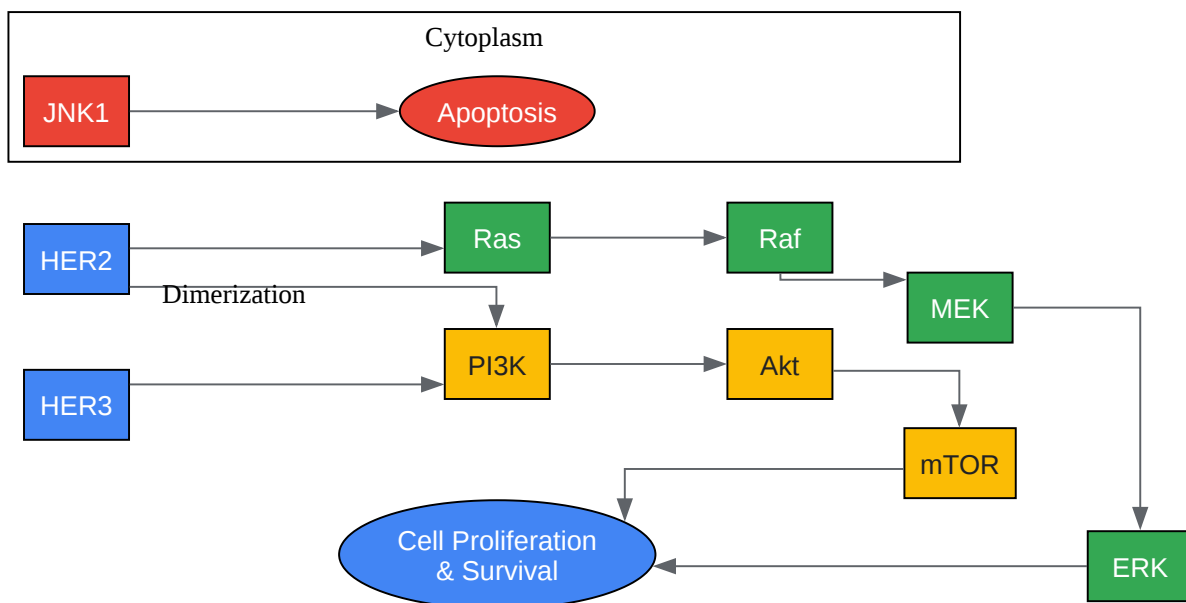 Cytoplasm
JNK1
Apoptosis
HER2
Ras
Raf
Dimerization
MEK
HER3
PI3K
Akt
mTOR
Cell Proliferation
& Survival
ERK